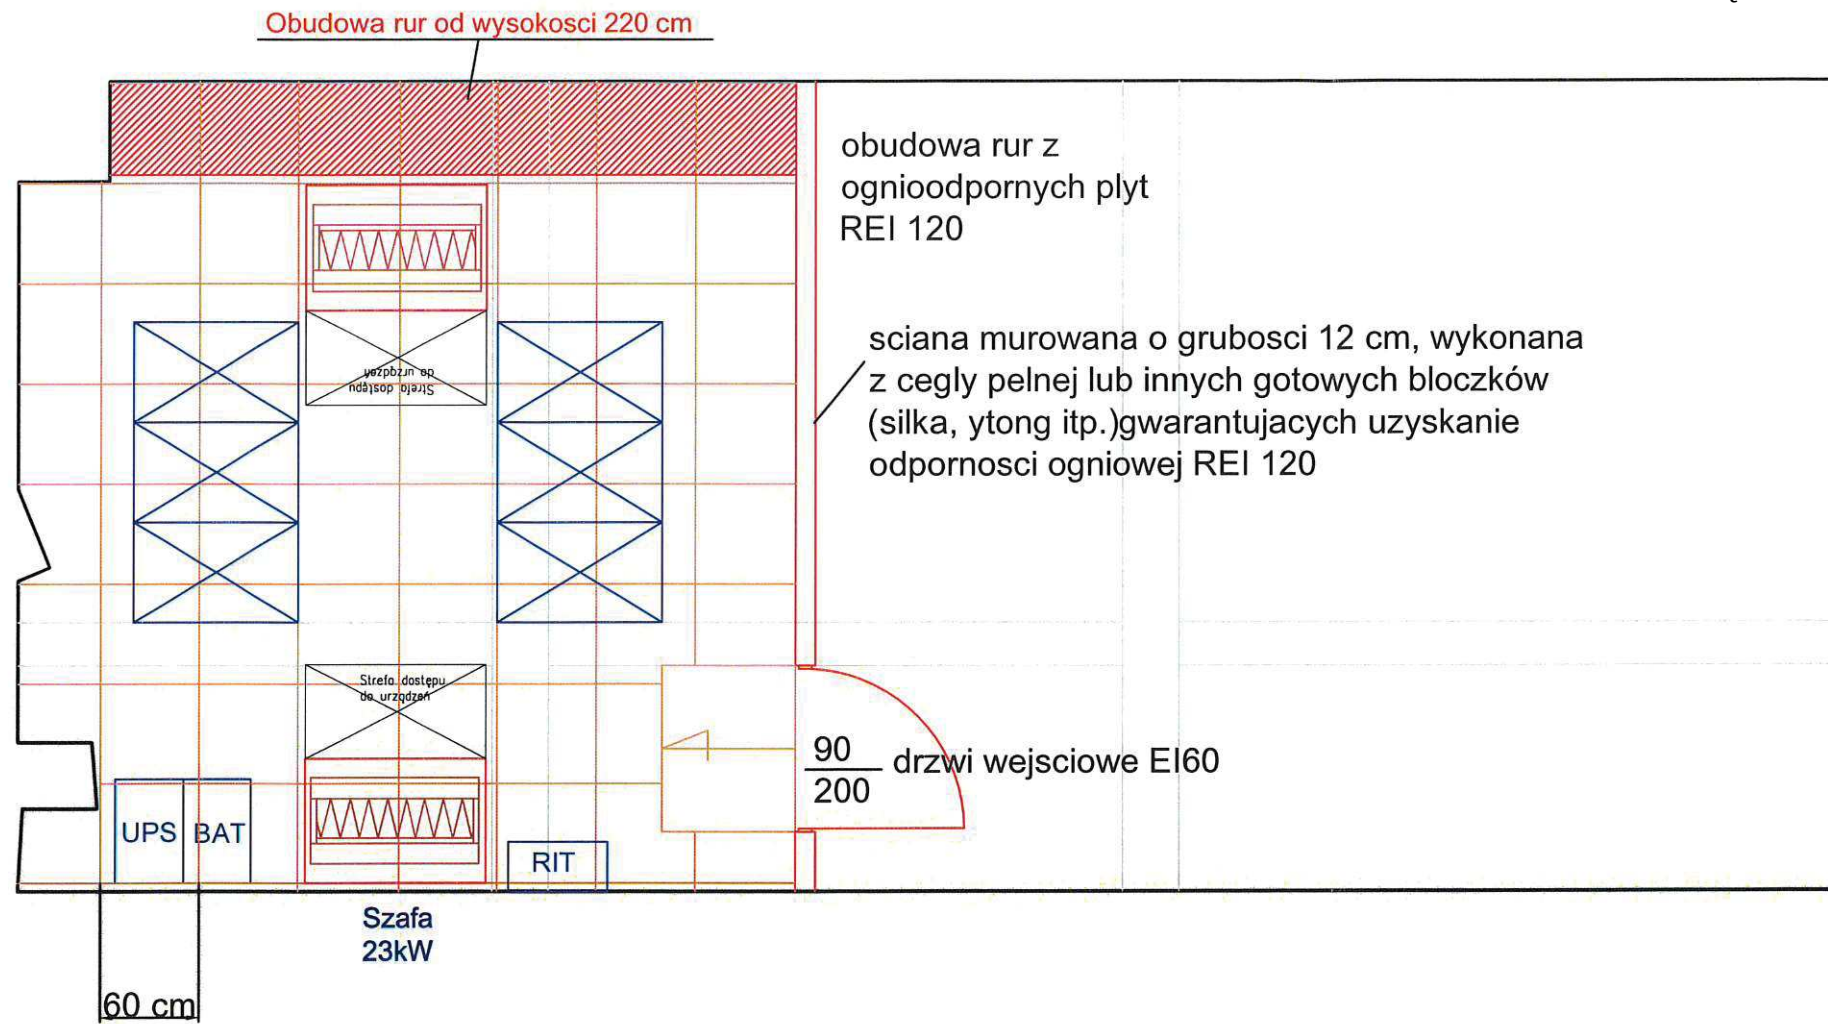 Obudowa rur od wysokosci 220 cm
obudowa rur z
ognioodpornych plyt
REI 120
sciana murowana o grubosci 12 cm, wykonana
z cegly pelnej lub innych gotowych bloczków
(silka, ytong itp.)gwarantujacych uzyskanie
odpornosci ogniowej REI 120
Strefa dostępu
do urządzeń
Strefa dostępu
do urządzeń
90
200
drzwi wejsciowe EI60
UPS
BAT
RIT
Szafa
23kW
60 cm